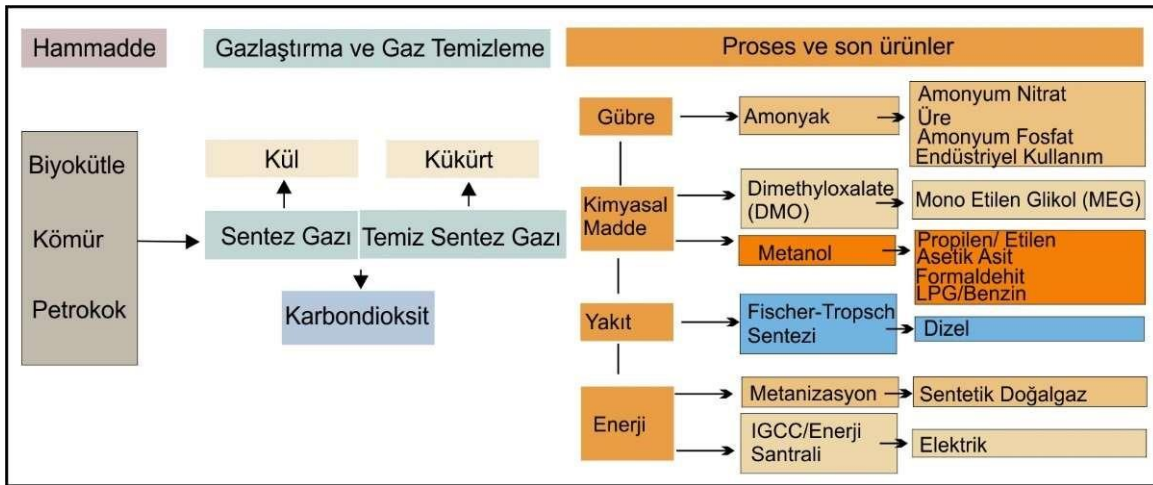 Hammadde
Gazlaştırma ve Gaz Temizleme
Proses ve son ürünler
Biyokütle
Kömür
Petrokok
Kül
Kükürt
Sentez Gazı
Temiz Sentez Gazı
Karbondioksit
Gübre
Amonyak
Amonyum Nitrat
Üre
Amonyum Fosfat
Endüstriyel Kullanım
Kimyasal
Madde
Dimethyloxalate
(DMO)
Mono Etilen Glikol (MEG)
Metanol
Propilen/ Etilen
Asetik Asit
Formaldehit
LPG/Benzin
Yakıt
Fischer-Tropsch
Sentezi
Dizel
Enerji
Metanizasyon
Sentetik Doğalgaz
IGCC/Enerji
Santrali
Elektrik